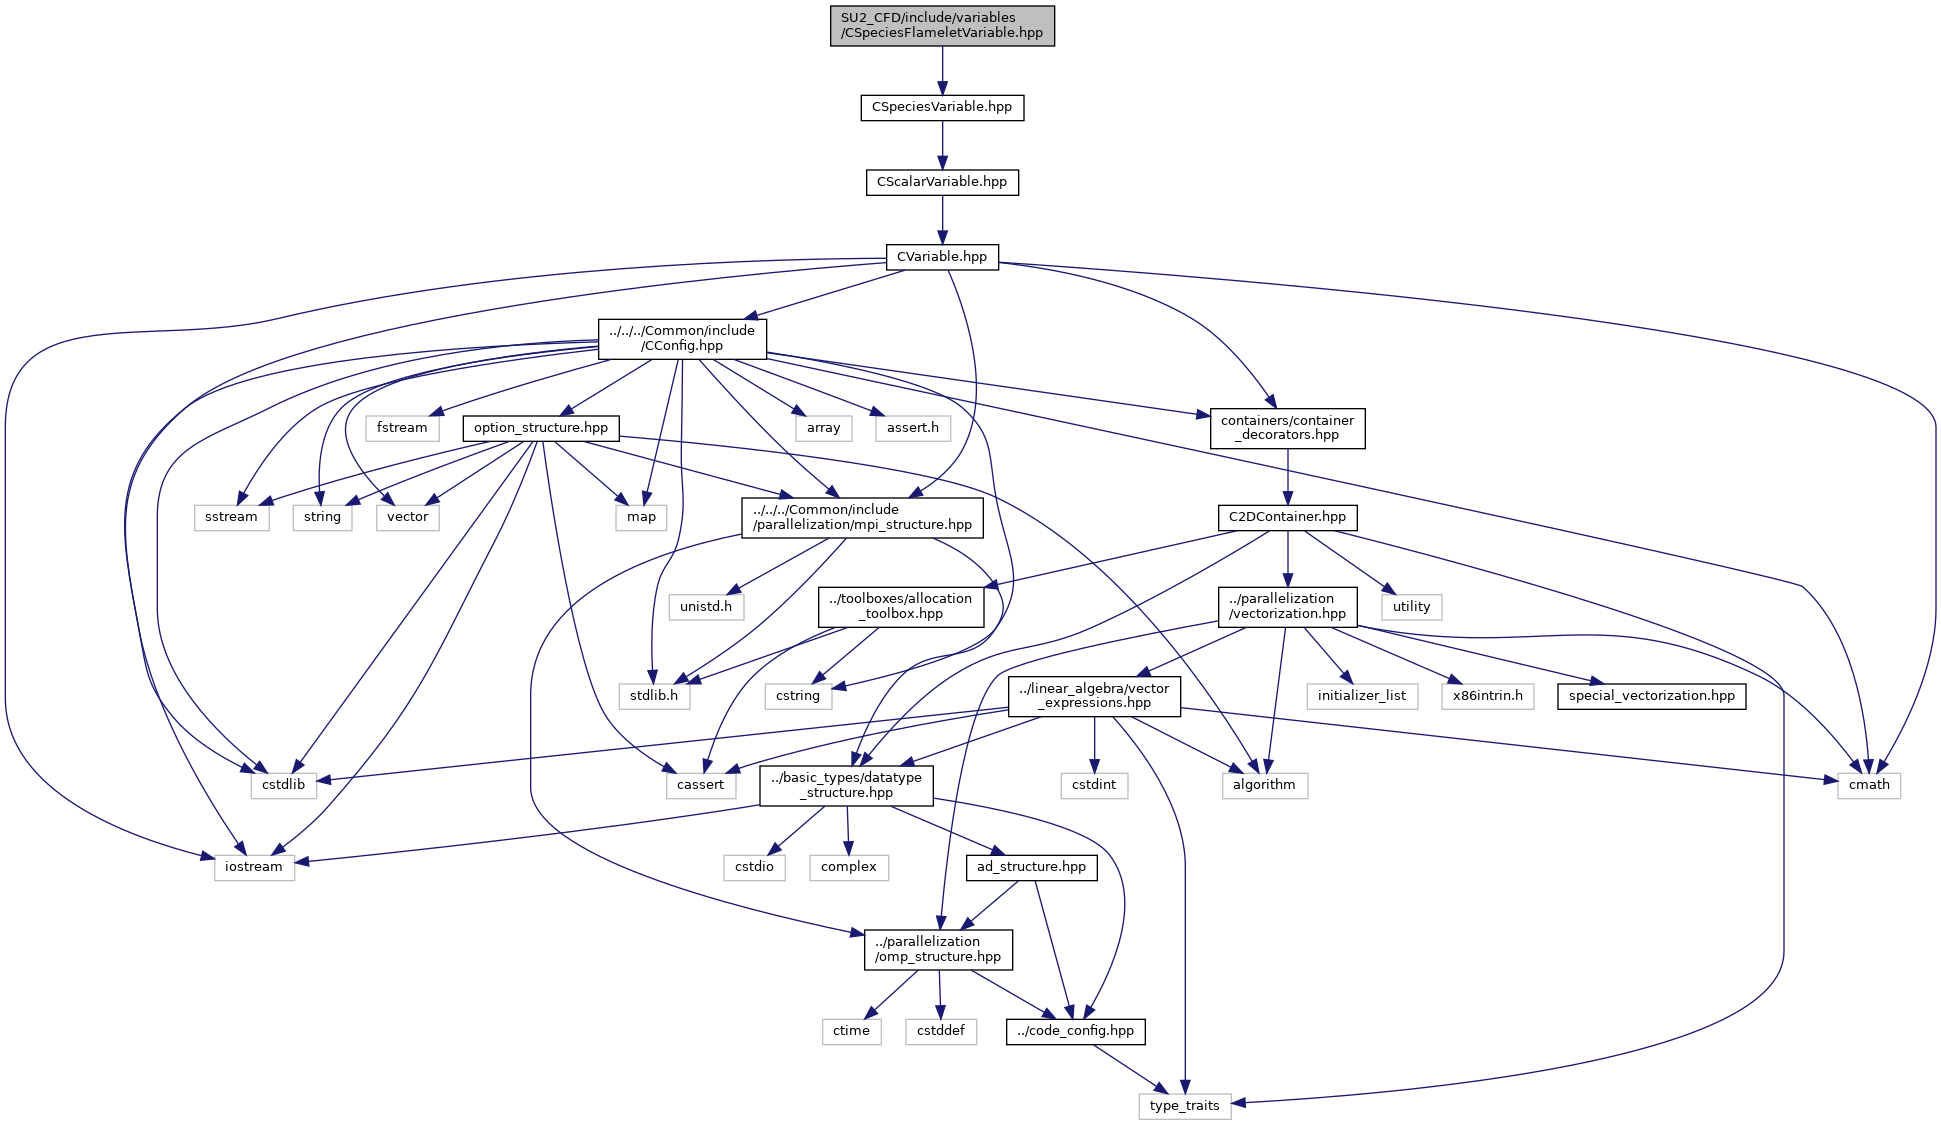 SU2_CFD/include/variables
/CSpeciesFlameletVariable.hpp
CSpeciesVariable.hpp
CScalarVariable.hpp
CVariable.hpp
../../../Common/include
/CConfig.hpp
fstream
option_structure.hpp
array
assert.h
containers/container
_decorators.hpp
sstream
string
vector
map
../../../Common/include
/parallelization/mpi_structure.hpp
C2DContainer.hpp
unistd.h
../toolboxes/allocation
_toolbox.hpp
../parallelization
/vectorization.hpp
utility
stdlib.h
cstring
../linear_algebra/vector
_expressions.hpp
initializer_list
x86intrin.h
special_vectorization.hpp
cstdlib
cassert
../basic_types/datatype
_structure.hpp
cstdint
algorithm
cmath
iostream
cstdio
complex
ad_structure.hpp
../parallelization
/omp_structure.hpp
ctime
cstddef
../code_config.hpp
type_traits